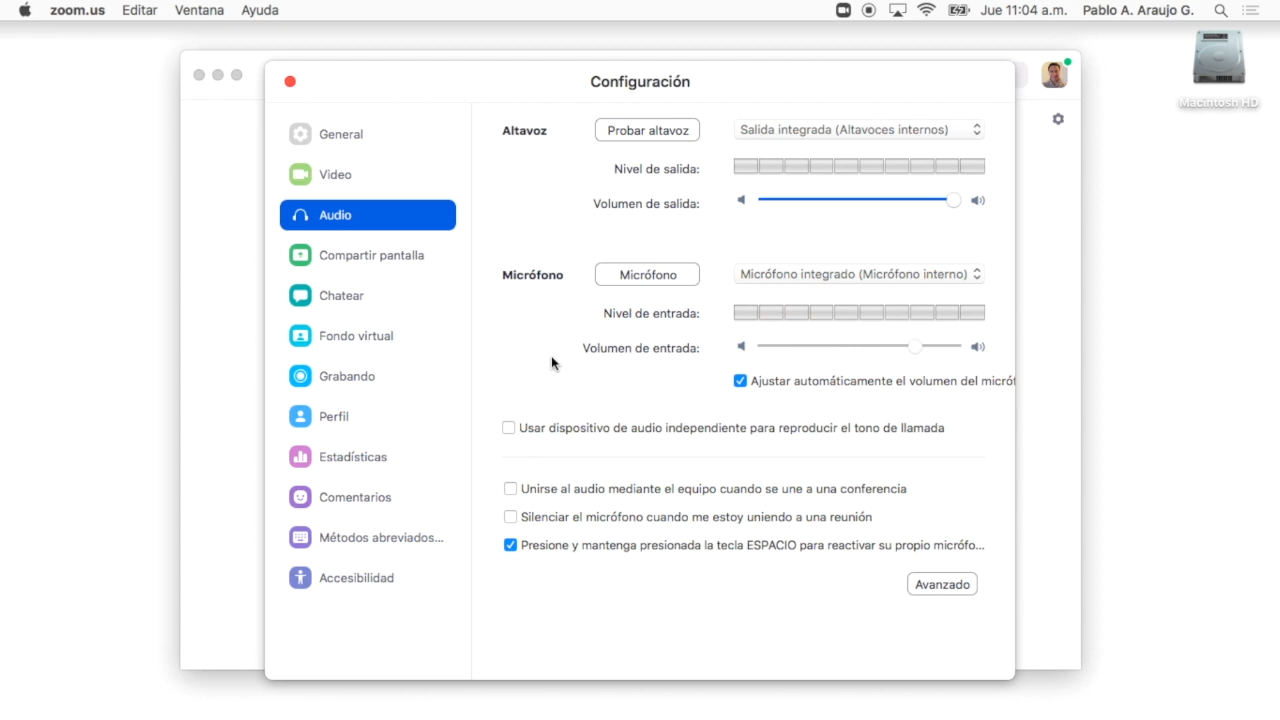 zoom.us Editar Ventana Ayuda Jue 11:04 a.m. Pablo A. Araujo G.
Macintosh HD
Configuración
General
Video
Audio
Compartir pantalla
Chatear
Fondo virtual
Grabando
Perfil
Estadísticas
Comentarios
Métodos abreviados...
Accesibilidad
Altavoz Probar altavoz Salida integrada (Altavoces internos)
Nivel de salida:
Volumen de salida:
Micrófono Micrófono Micrófono integrado (Micrófono interno)
Nivel de entrada:
Volumen de entrada:
Ajustar automáticamente el volumen del micróf
Usar dispositivo de audio independiente para reproducir el tono de llamada
Unirse al audio mediante el equipo cuando se une a una conferencia
Silenciar el micrófono cuando me estoy uniendo a una reunión
Presione y mantenga presionada la tecla ESPACIO para reactivar su propio micrófo...
Avanzado